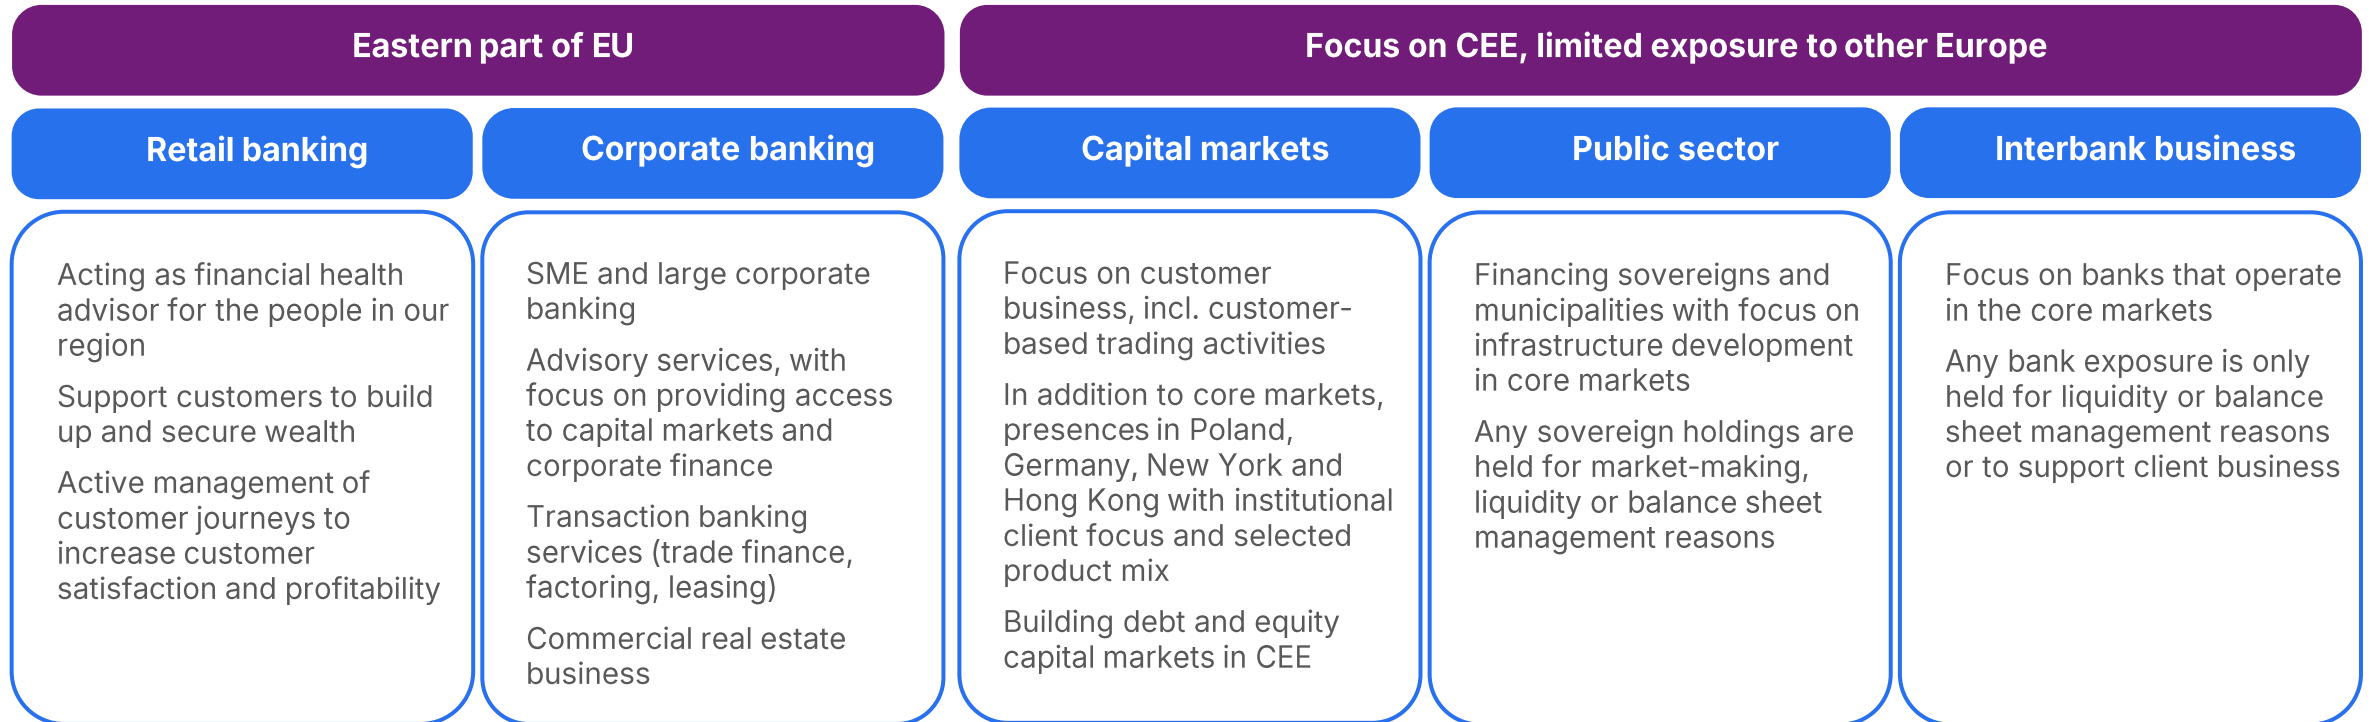 Eastern part of EU
Focus on CEE, limited exposure to other Europe
Retail banking
Corporate banking
Capital markets
Public sector
Interbank business
Acting as financial health
advisor for the people in our
region
Support customers to build
up and secure wealth
Active management of
customer journeys to
increase customer
satisfaction and profitability
SME and large corporate
banking
Advisory services, with
focus on providing access
to capital markets and
corporate finance
Transaction banking
services (trade finance,
factoring, leasing)
Commercial real estate
business
Focus on customer
business, incl. customer-
based trading activities
In addition to core markets,
presences in Poland,
Germany, New York and
Hong Kong with institutional
client focus and selected
product mix
Building debt and equity
capital markets in CEE
Financing sovereigns and
municipalities with focus on
infrastructure development
in core markets
Any sovereign holdings are
held for market-making,
liquidity or balance sheet
management reasons
Focus on banks that operate
in the core markets
Any bank exposure is only
held for liquidity or balance
sheet management reasons
or to support client business